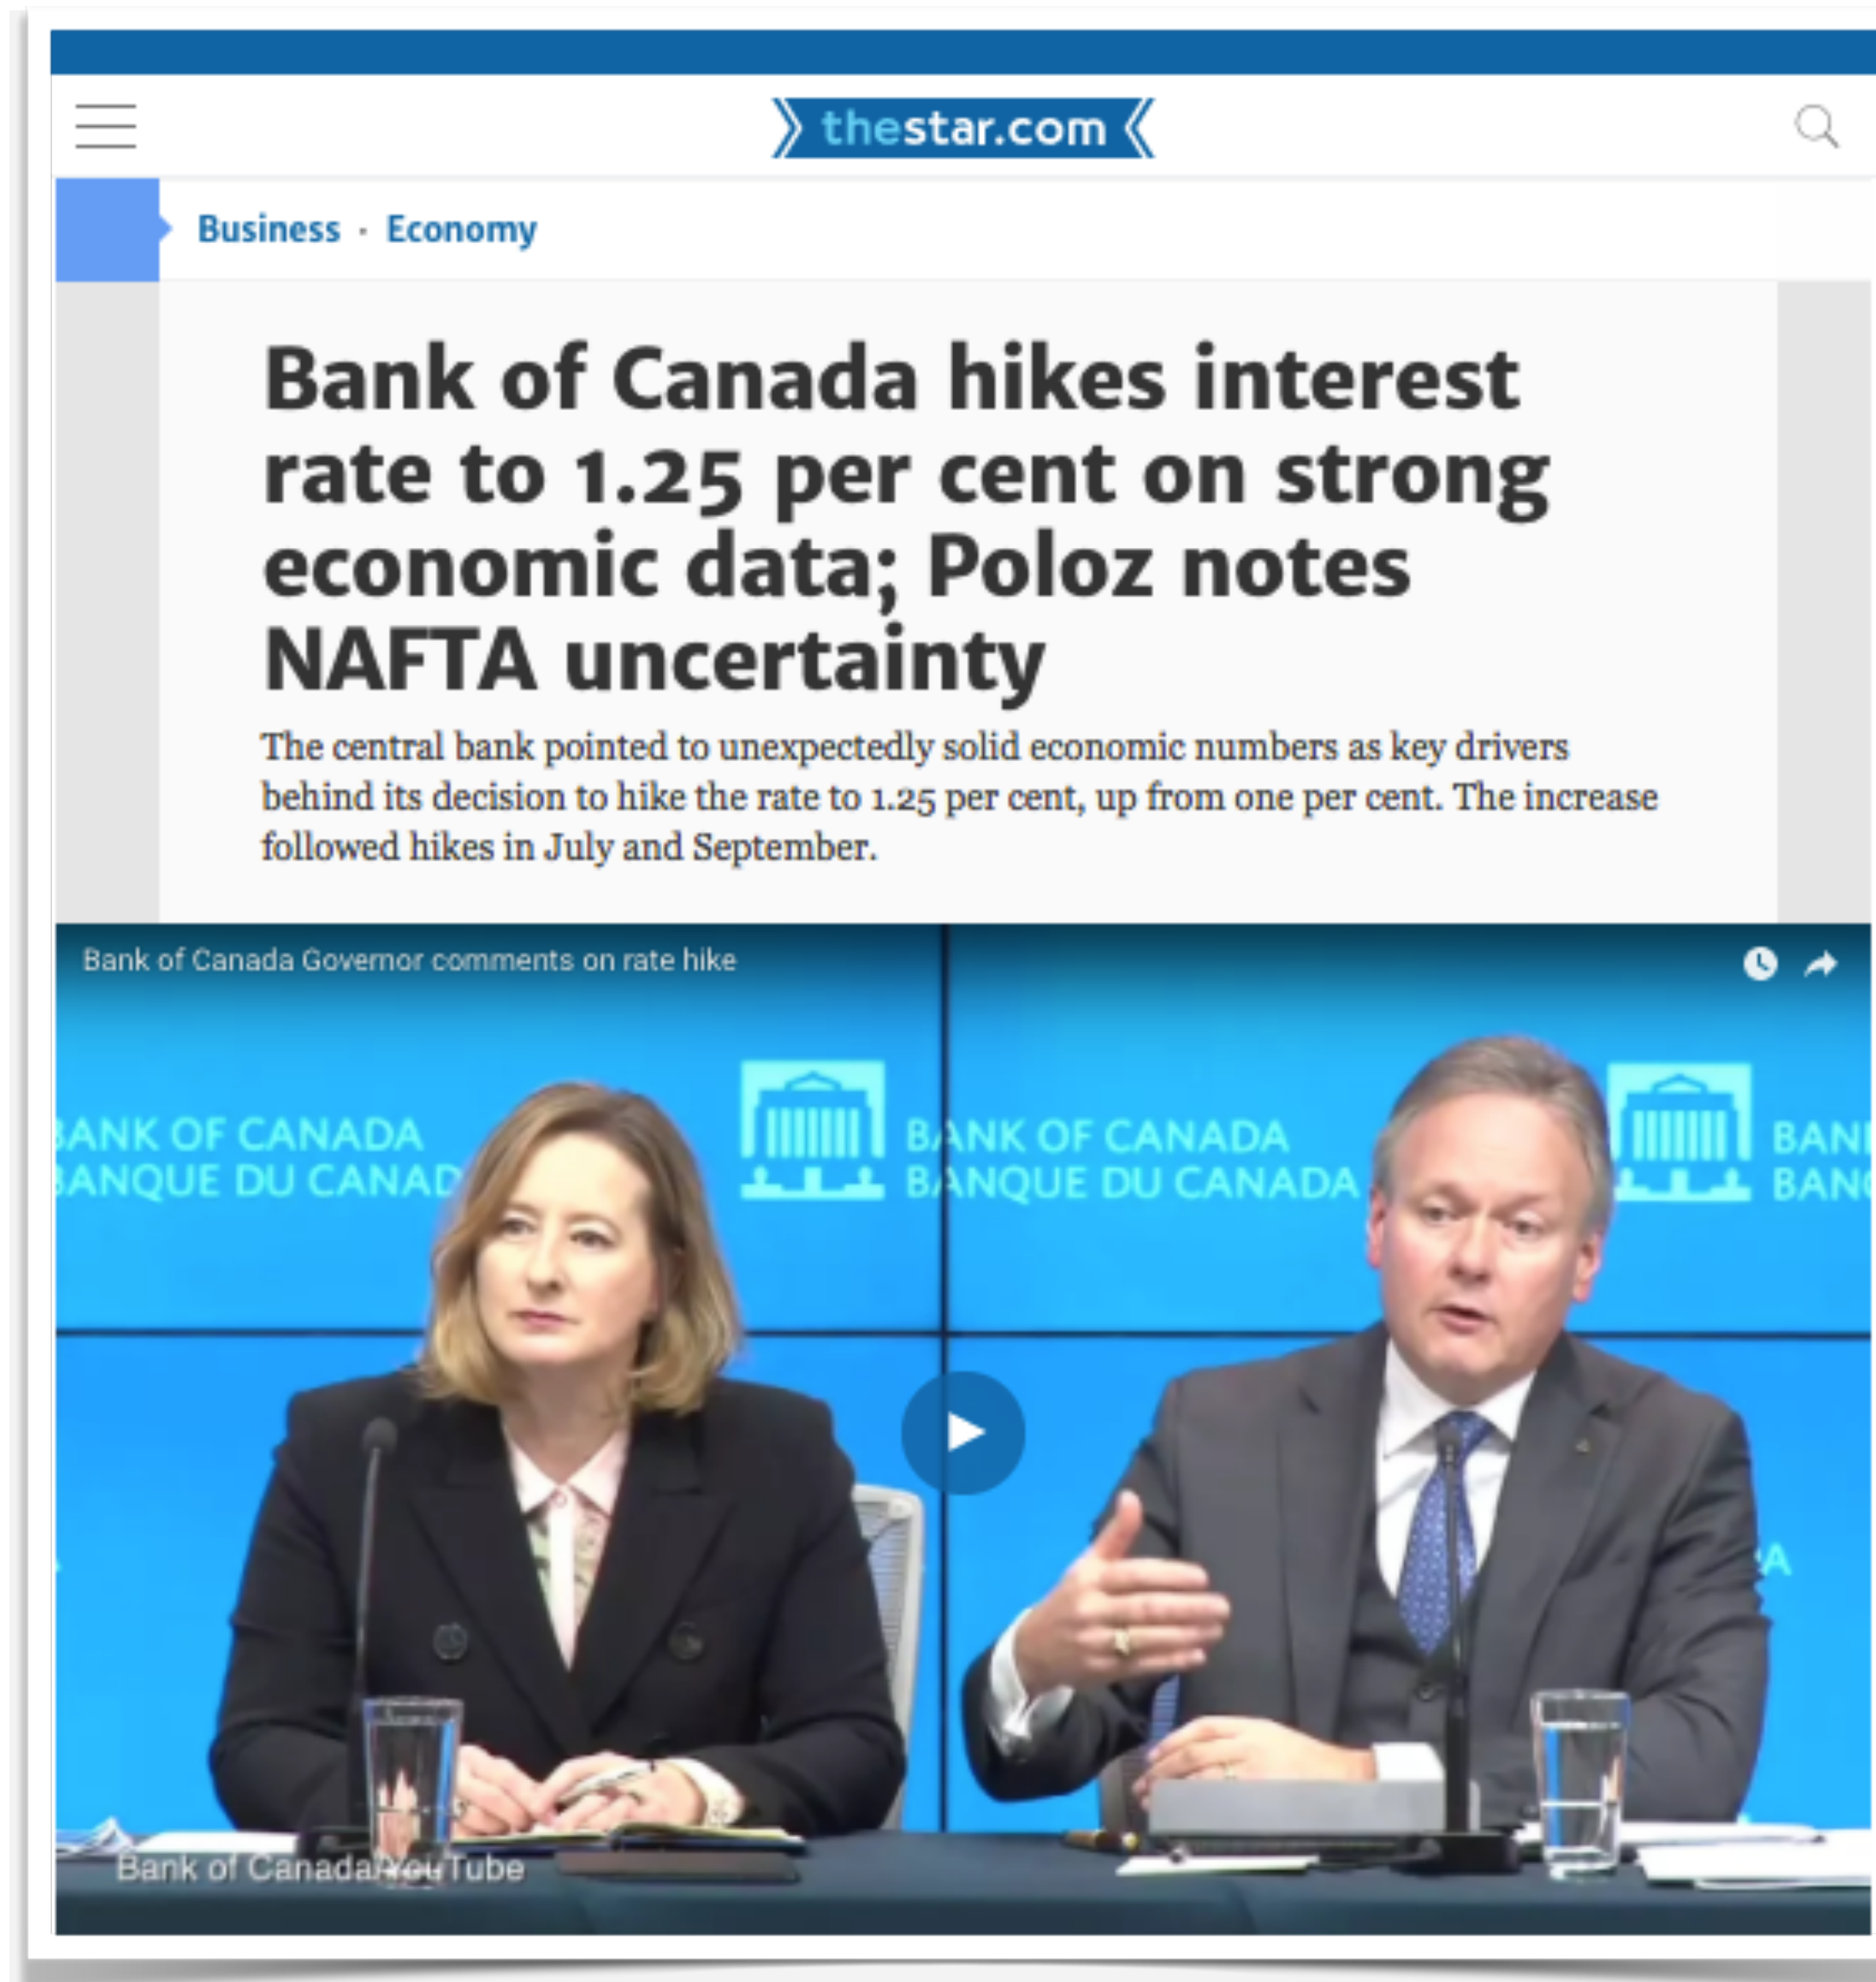 thestar.com
Business · Economy
Bank of Canada hikes interest
rate to 1.25 per cent on strong
economic data; Poloz notes
NAFTA uncertainty
The central bank pointed to unexpectedly solid economic numbers as key drivers
behind its decision to hike the rate to 1.25 per cent, up from one per cent. The increase
followed hikes in July and September.
Bank of Canada Governor comments on rate hike
BANK OF CANADA
BANQUE DU CANAD
BANK OF CANADA
BANQUE DU CANADA
BAN
BAN
A
Bank of Canada/YouTube